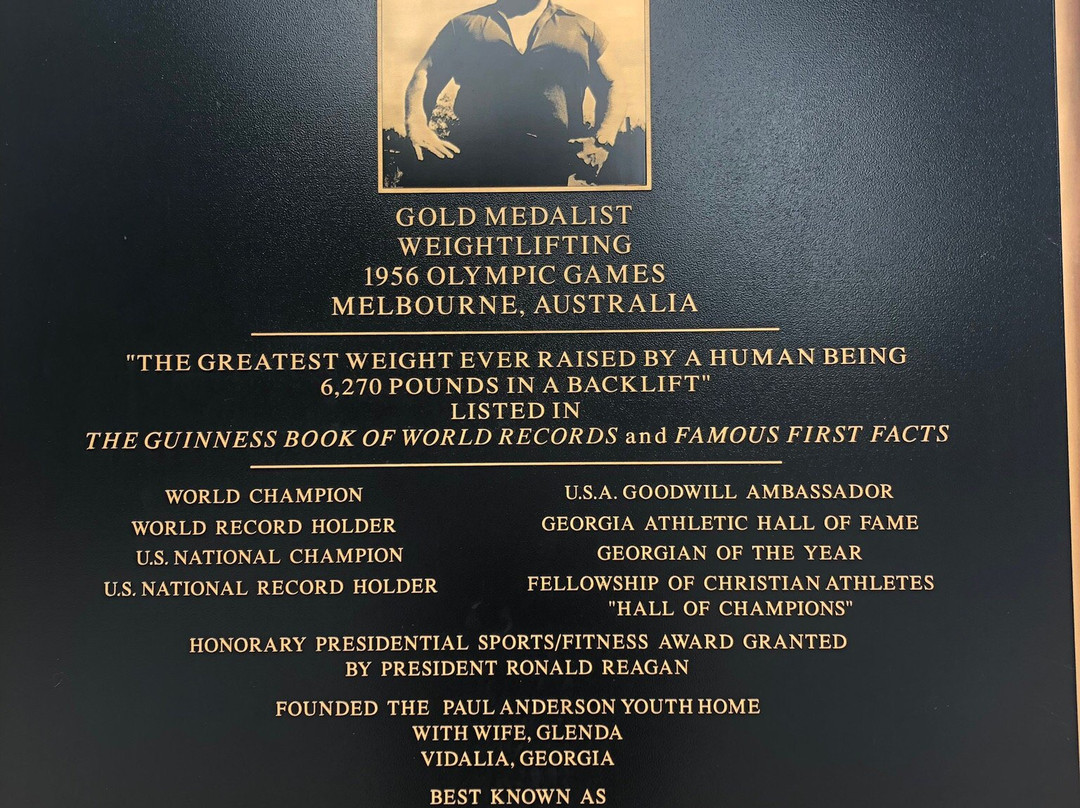 GOLD MEDALIST
WEIGHTLIFTING
1956 OLYMPIC GAMES
MELBOURNE, AUSTRALIA
"THE GREATEST WEIGHT EVER RAISED BY A HUMAN BEING
6,270 POUNDS IN A BACKLIFT"
LISTED IN
THE GUINNESS BOOK OF WORLD RECORDS and FAMOUS FIRST FACTS
WORLD CHAMPION
WORLD RECORD HOLDER
U.S. NATIONAL CHAMPION
U.S. NATIONAL RECORD HOLDER
U.S.A. GOODWILL AMBASSADOR
GEORGIA ATHLETIC HALL OF FAME
GEORGIAN OF THE YEAR
FELLOWSHIP OF CHRISTIAN ATHLETES
"HALL OF CHAMPIONS"
HONORARY PRESIDENTIAL SPORTS/FITNESS AWARD GRANTED
BY PRESIDENT RONALD REAGAN
FOUNDED THE PAUL ANDERSON YOUTH HOME
WITH WIFE, GLENDA
VIDALIA, GEORGIA
BEST KNOWN AS